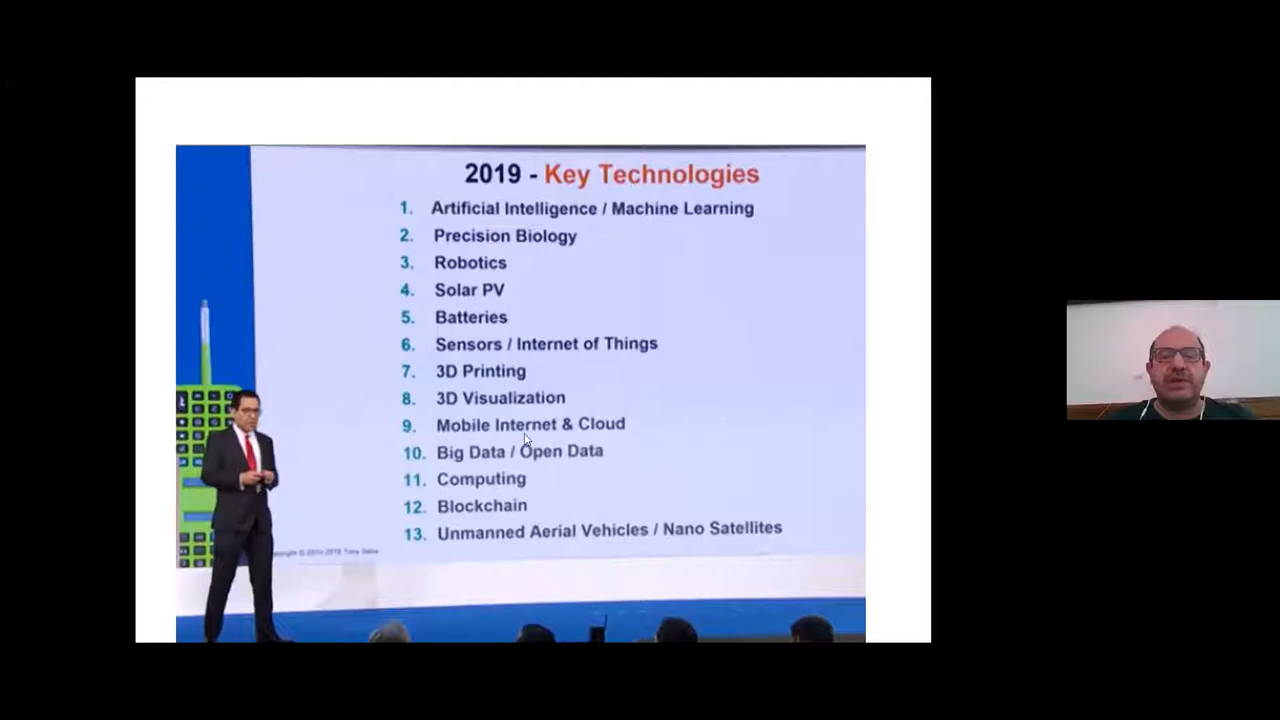 2019 - Key Technologies
1. Artificial Intelligence / Machine Learning
2. Precision Biology
3. Robotics
4. Solar PV
5. Batteries
6. Sensors / Internet of Things
7. 3D Printing
8. 3D Visualization
9. Mobile Internet & Cloud
10. Big Data / Open Data
11. Computing
12. Blockchain
13. Unmanned Aerial Vehicles / Nano Satellites